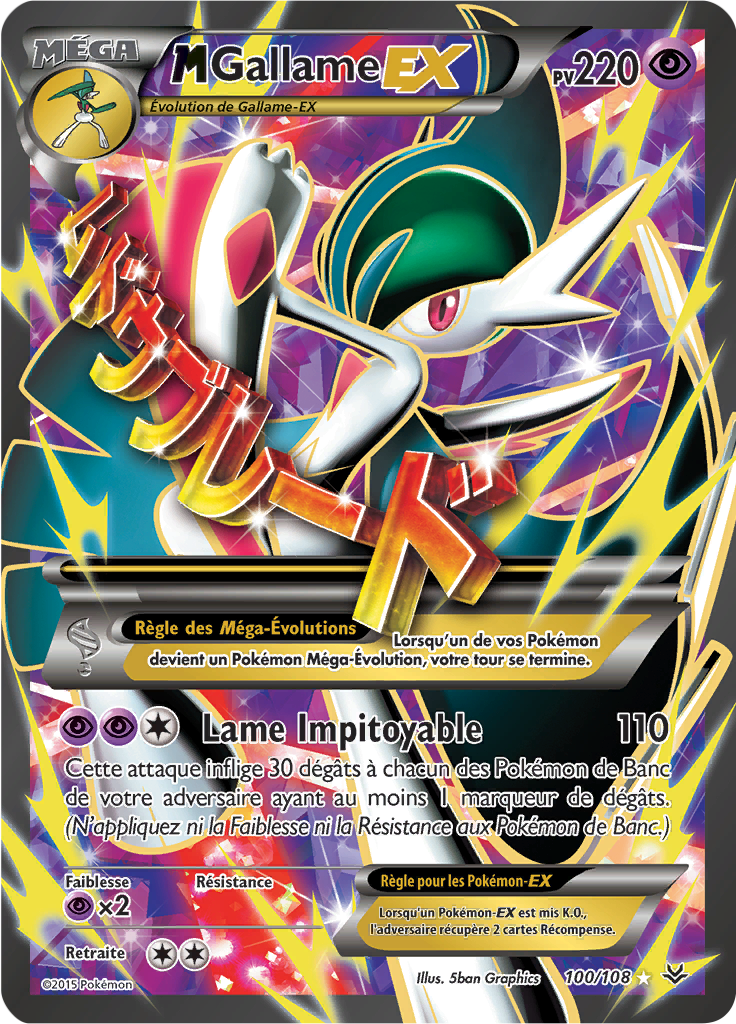 MÉGA
MGallame EX
PV220
Évolution de Gallame-EX
ムドウブレード
Règle des Méga-Évolutions
Lorsqu'un de vos Pokémon
devient un Pokémon Méga-Évolution, votre tour se termine.
Lame Impitoyable 110
Cette attaque inflige 30 dégâts à chacun des Pokémon de Banc
de votre adversaire ayant au moins 1 marqueur de dégâts.
(N'appliquez ni la Faiblesse ni la Résistance aux Pokémon de Banc.)
Faiblesse
Résistance
×2
Retraite
Règle pour les Pokémon-EX
Lorsqu'un Pokémon-EX est mis K.O.,
l'adversaire récupère 2 cartes Récompense.
©2015 Pokémon
Illus. 5ban Graphics
100/108